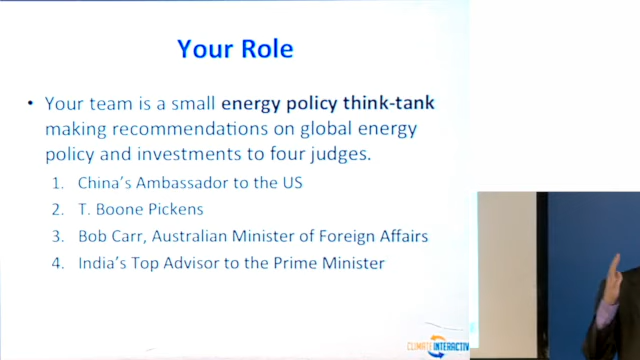 Your Role
• Your team is a small energy policy think-tank
making recommendations on global energy
policy and investments to four judges.
1. China's Ambassador to the US
2. T. Boone Pickens
3. Bob Carr, Australian Minister of Foreign Affairs
4. India's Top Advisor to the Prime Minister
CLIMATE INTERACTIV